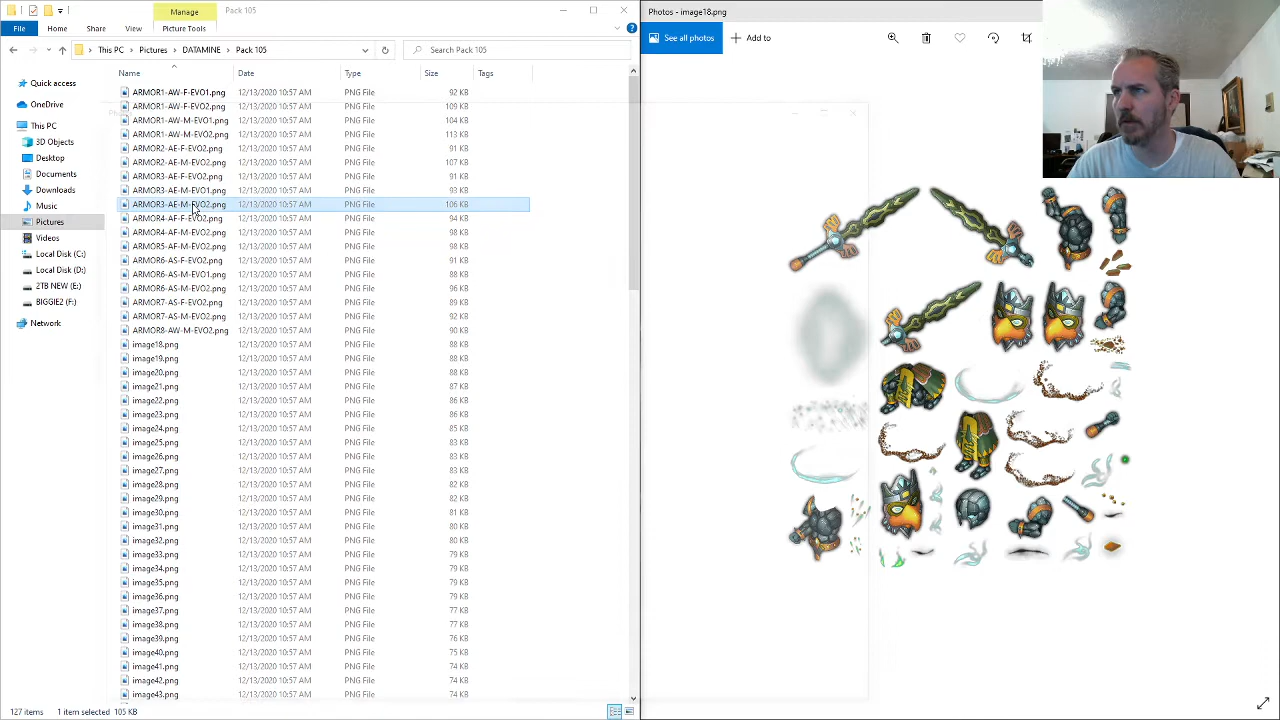 Manage
Pack 105
File
Home
Share
View
Picture Tools
This PC > Pictures > DATAMINE > Pack 105
Search Pack 105
Name
Date
Type
Size
Tags
Quick access
OneDrive
This PC
3D Objects
Desktop
Documents
Downloads
Music
Pictures
Videos
Local Disk (C:)
Local Disk (D:)
2TB NEW (E:)
BIGGIE2 (F:)
Network
ARMOR1-AW-F-EVO1.png 12/13/2020 10:57 AM PNG File 92 KB
ARMOR1-AW-F-EVO2.png 12/13/2020 10:57 AM PNG File 109 KB
ARMOR1-AW-M-EVO1.png 12/13/2020 10:57 AM PNG File 104 KB
ARMOR1-AW-M-EVO2.png 12/13/2020 10:57 AM PNG File 113 KB
ARMOR2-AE-F-EVO2.png 12/13/2020 10:57 AM PNG File 91 KB
ARMOR2-AE-M-EVO2.png 12/13/2020 10:57 AM PNG File 107 KB
ARMOR3-AE-F-EVO2.png 12/13/2020 10:57 AM PNG File 91 KB
ARMOR3-AE-M-EVO1.png 12/13/2020 10:57 AM PNG File 93 KB
ARMOR3-AE-M-EVO2.png 12/13/2020 10:57 AM PNG File 106 KB
ARMOR4-AF-F-EVO2.png 12/13/2020 10:57 AM PNG File 94 KB
ARMOR4-AF-M-EVO2.png 12/13/2020 10:57 AM PNG File 98 KB
ARMOR5-AF-M-EVO2.png 12/13/2020 10:57 AM PNG File 98 KB
ARMOR6-AS-F-EVO2.png 12/13/2020 10:57 AM PNG File 91 KB
ARMOR6-AS-M-EVO1.png 12/13/2020 10:57 AM PNG File 88 KB
ARMOR6-AS-M-EVO2.png 12/13/2020 10:57 AM PNG File 96 KB
ARMOR7-AS-F-EVO2.png 12/13/2020 10:57 AM PNG File 89 KB
ARMOR7-AS-M-EVO2.png 12/13/2020 10:57 AM PNG File 92 KB
ARMOR8-AW-M-EVO2.png 12/13/2020 10:57 AM PNG File 90 KB
image18.png 12/13/2020 10:57 AM PNG File 88 KB
image19.png 12/13/2020 10:57 AM PNG File 88 KB
image20.png 12/13/2020 10:57 AM PNG File 88 KB
image21.png 12/13/2020 10:57 AM PNG File 87 KB
image22.png 12/13/2020 10:57 AM PNG File 86 KB
image23.png 12/13/2020 10:57 AM PNG File 86 KB
image24.png 12/13/2020 10:57 AM PNG File 85 KB
image25.png 12/13/2020 10:57 AM PNG File 83 KB
image26.png 12/13/2020 10:57 AM PNG File 83 KB
image27.png 12/13/2020 10:57 AM PNG File 83 KB
image28.png 12/13/2020 10:57 AM PNG File 82 KB
image29.png 12/13/2020 10:57 AM PNG File 82 KB
image30.png 12/13/2020 10:57 AM PNG File 81 KB
image31.png 12/13/2020 10:57 AM PNG File 80 KB
image32.png 12/13/2020 10:57 AM PNG File 80 KB
image33.png 12/13/2020 10:57 AM PNG File 79 KB
image34.png 12/13/2020 10:57 AM PNG File 79 KB
image35.png 12/13/2020 10:57 AM PNG File 79 KB
image36.png 12/13/2020 10:57 AM PNG File 79 KB
image37.png 12/13/2020 10:57 AM PNG File 77 KB
image38.png 12/13/2020 10:57 AM PNG File 77 KB
image39.png 12/13/2020 10:57 AM PNG File 76 KB
image40.png 12/13/2020 10:57 AM PNG File 75 KB
image41.png 12/13/2020 10:57 AM PNG File 74 KB
image42.png 12/13/2020 10:57 AM PNG File 74 KB
image43.png 12/13/2020 10:57 AM PNG File 74 KB
127 items 1 item selected 105 KB
Photos - image18.png
See all photos
Add to
Photos